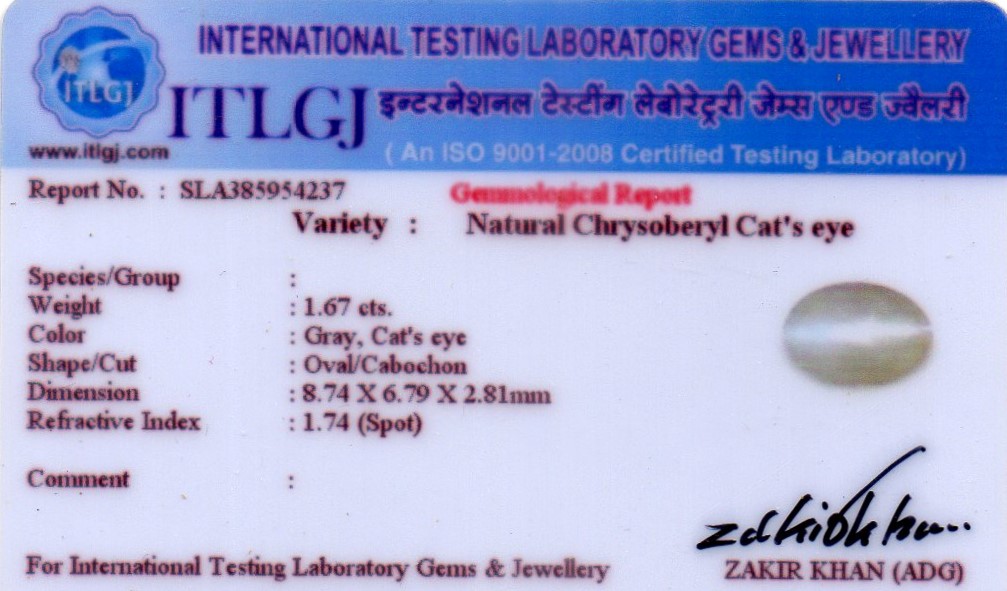 INTERNATIONAL TESTING LABORATORY GEMS & JEWELLERY
ITLGJ
ITLGJ इन्टरनेशनल टेस्टींग लेबोरेट्ररी जेम्स एण्ड ज्वैलरी
www.itlgj.com
( An ISO 9001-2008 Certified Testing Laboratory)
Report No. : SLA385954237
Gemmological Report
Variety : Natural Chrysoberyl Cat's eye
Species/Group :
Weight : 1.67 cts.
Color : Gray, Cat's eye
Shape/Cut : Oval/Cabochon
Dimension : 8.74 X 6.79 X 2.81mm
Refractive Index : 1.74 (Spot)
Comment :
zakirkhan
For International Testing Laboratory Gems & Jewellery
ZAKIR KHAN (ADG)